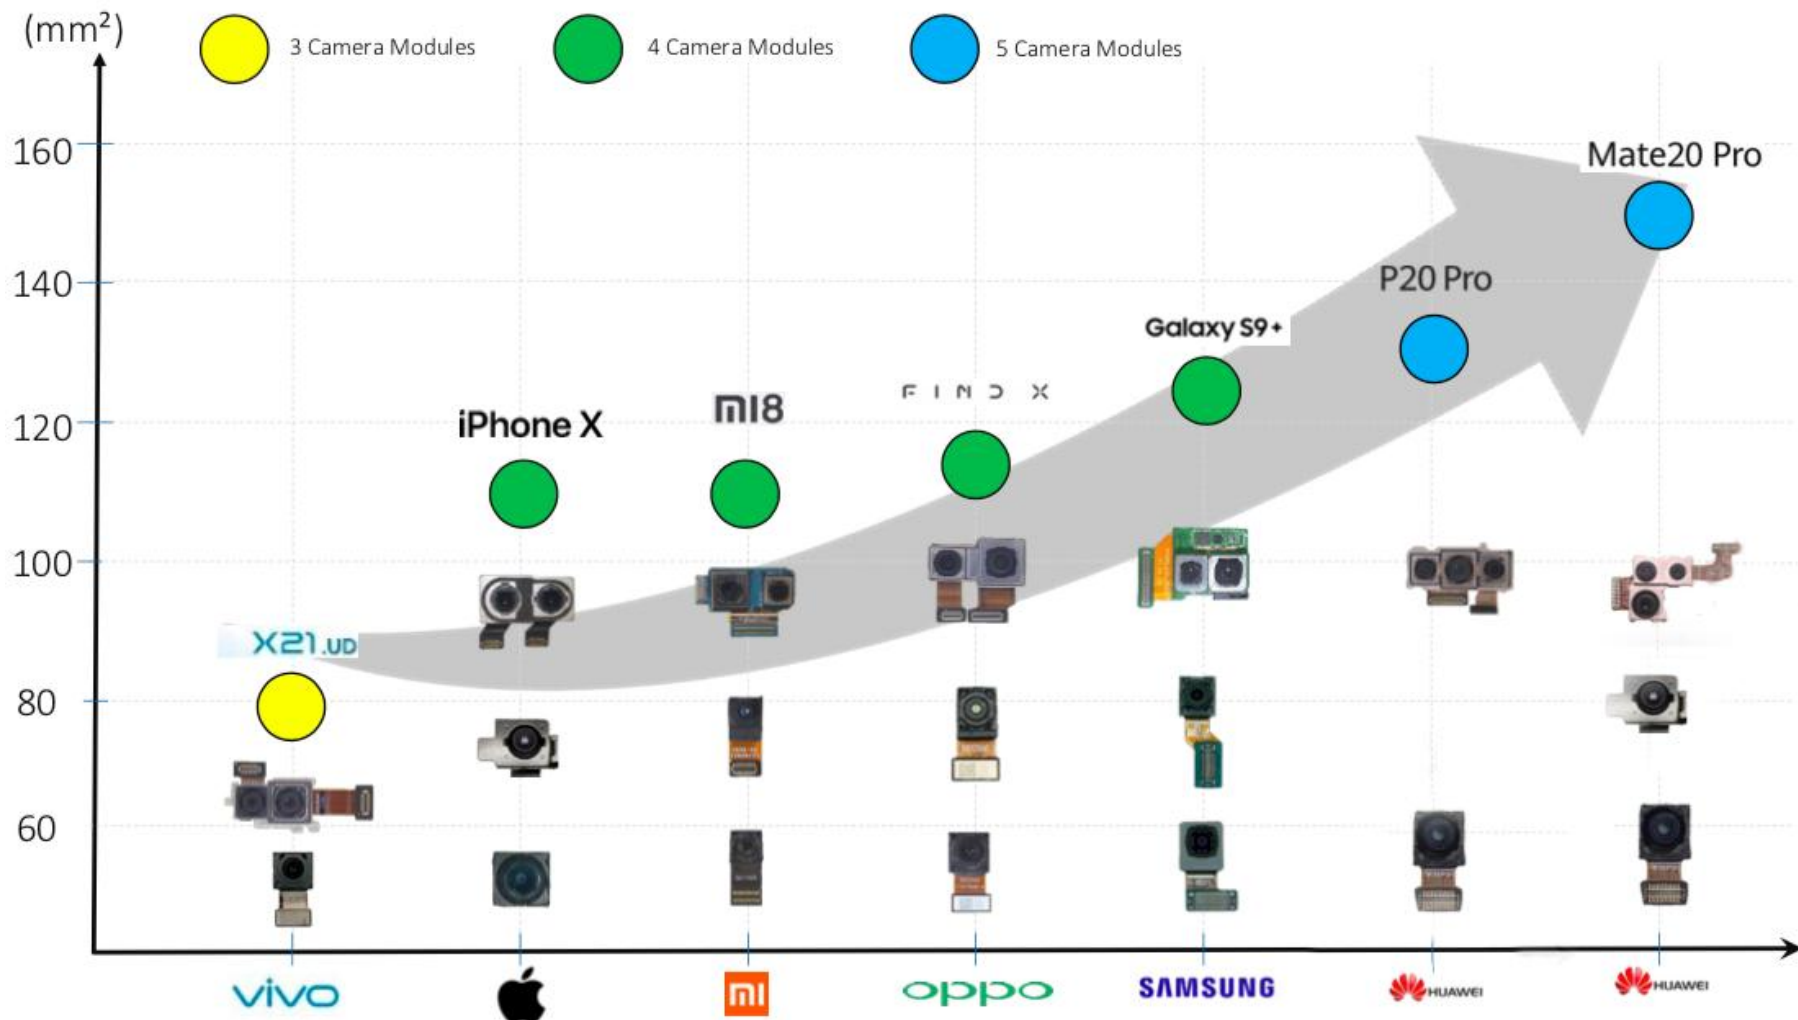 (mm²)
3 Camera Modules
4 Camera Modules
5 Camera Modules
160
140
120
100
80
60
Mate20 Pro
P20 Pro
Galaxy S9+
FIND X
MI8
iPhone X
X21.UD
vivo
MI
oppo
SAMSUNG
HUAWEI
HUAWEI